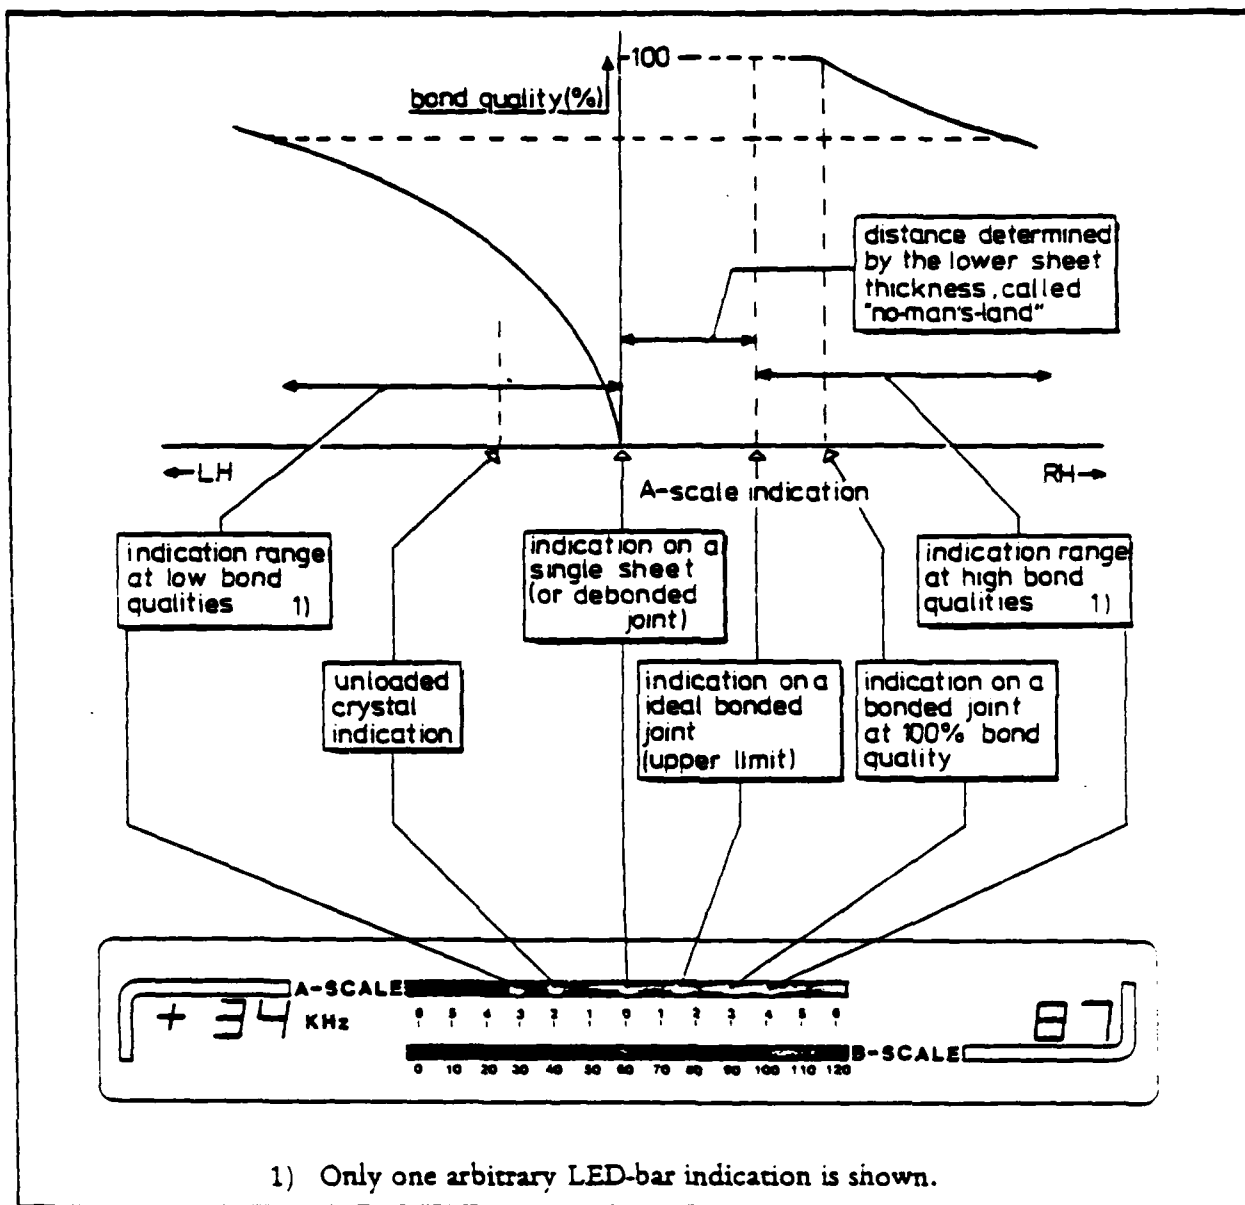 100
bond quality(%)
distance determined
by the lower sheet
thickness, called
"no-man's-land"
←LH
RH→
A-scale indication
indication range
at low bond
qualities 1)
indication on a
single sheet
(or debonded
joint)
indication range
at high bond
qualities 1)
unloaded
crystal
indication
indication on a
ideal bonded
joint
(upper limit)
indication on a
bonded joint
at 100% bond
quality
A-SCALE
+ 34 KHz
6 5 4 3 2 1 0 1 2 3 4 5 6
87
B-SCALE
0 10 20 30 40 50 60 70 80 90 100 110 120
1) Only one arbitrary LED-bar indication is shown.